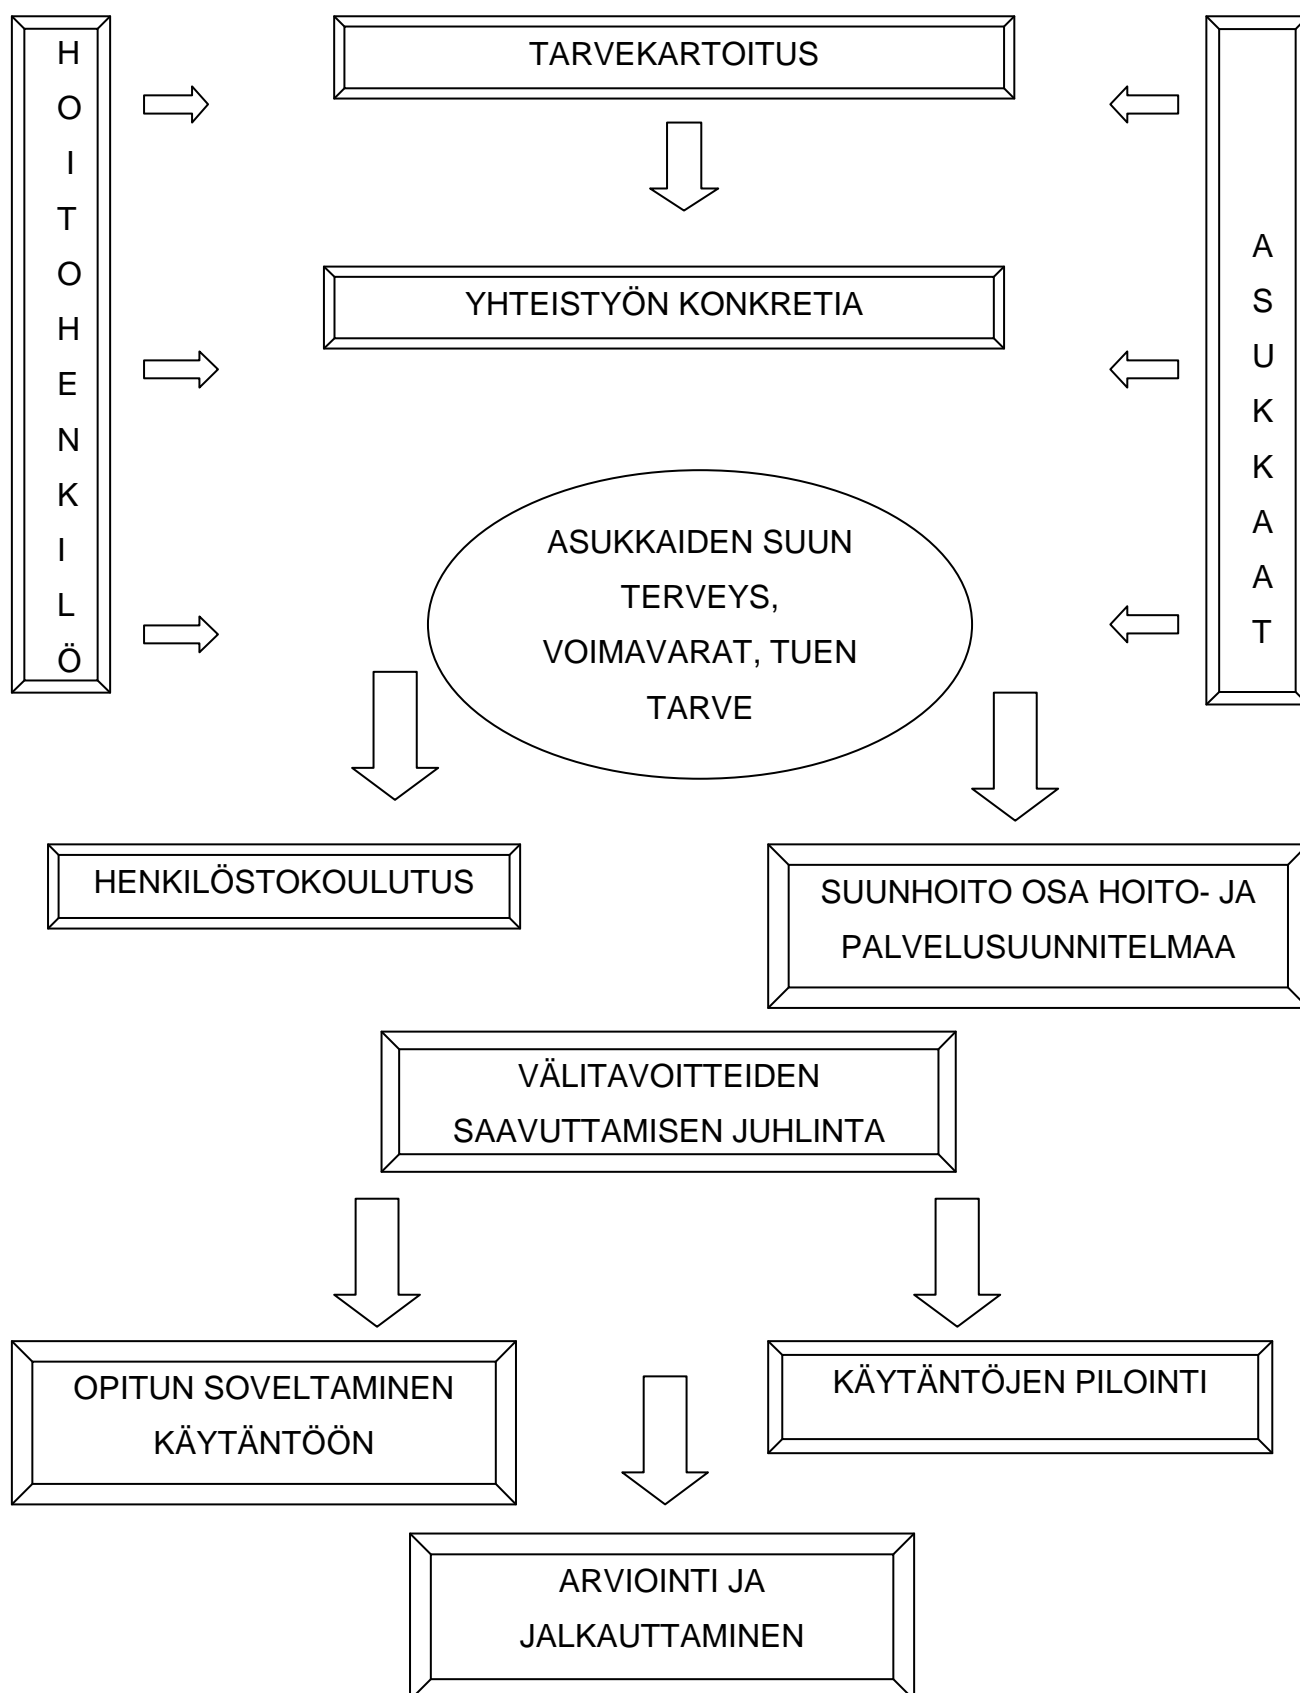 HOITOHENKILÖ
TARVEKARTOITUS
ASUKKAAT
YHTEISTYÖN KONKRETIA
ASUKKAIDEN SUUN
TERVEYS,
VOIMAVARAT, TUEN
TARVE
HENKILÖSTOKOULUTUS
SUUNHOITO OSA HOITO- JA
PALVELUSUUNNITELMAA
VÄLITAVOITTEIDEN
SAAVUTTAMISEN JUHLINTA
OPITUN SOVELTAMINEN
KÄYTÄNTÖÖN
KÄYTÄNTÖJEN PILOINTI
ARVIOINTI JA
JALKAUTTAMINEN